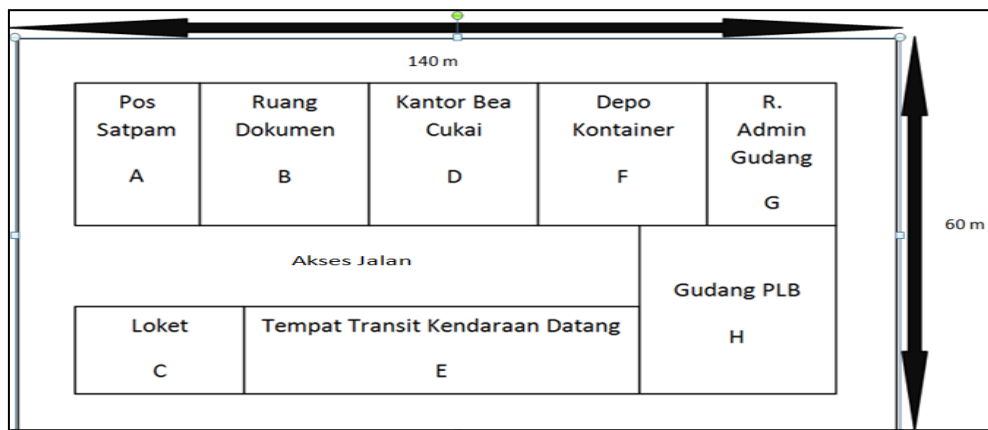 140 m
Pos
Satpam
A
Ruang
Dokumen
B
Kantor Bea
Cukai
D
Depo
Kontainer
F
R.
Admin
Gudang
G
60 m
Akses Jalan
Gudang PLB
H
Loket
C
Tempat Transit Kendaraan Datang
E